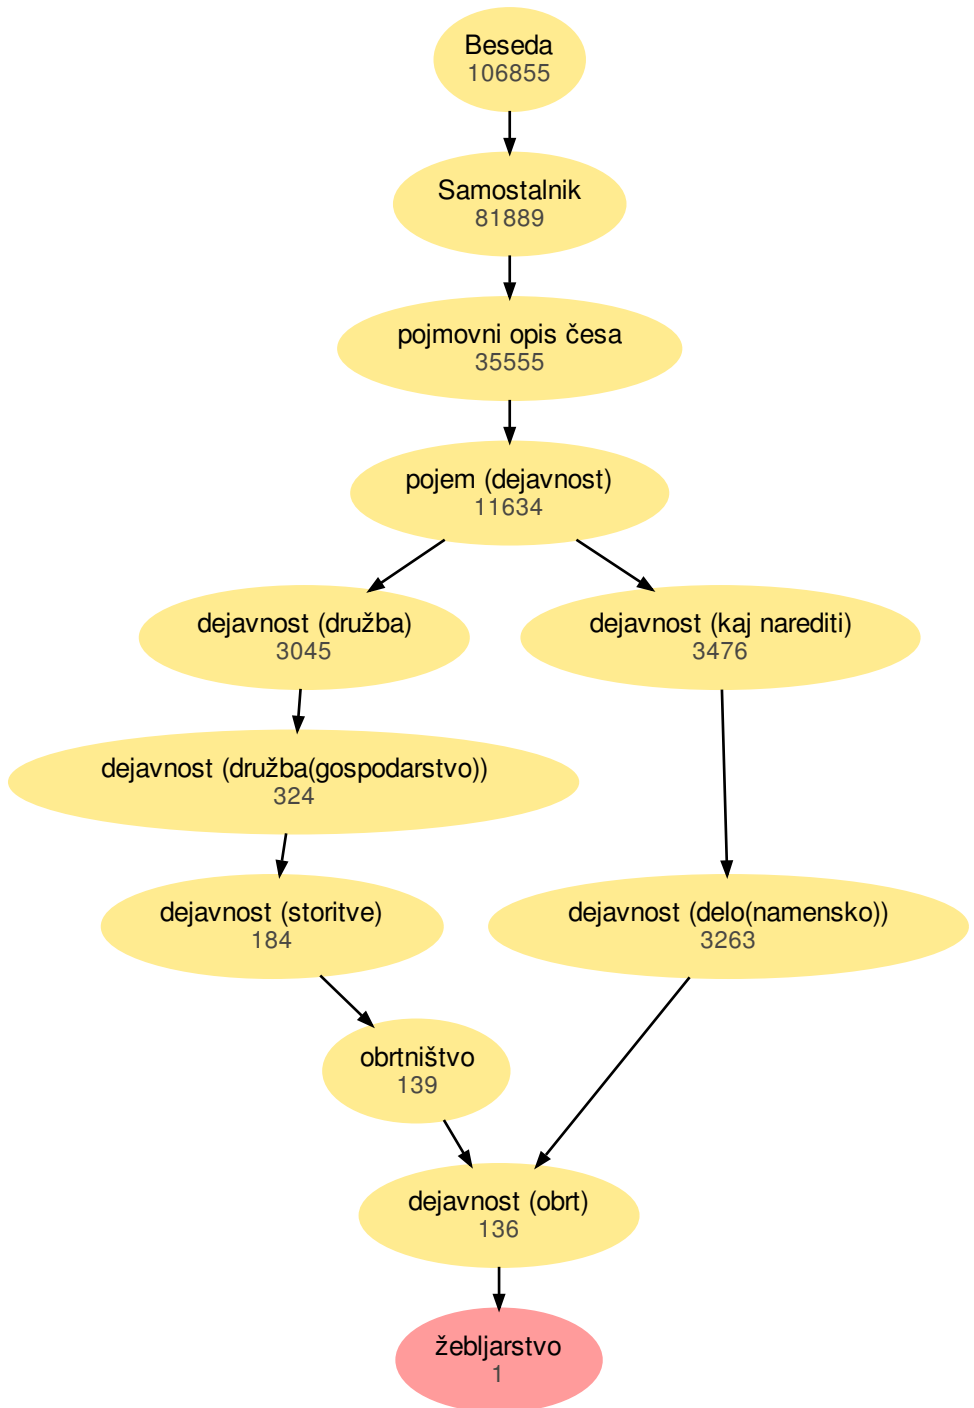 Beseda
106855
Samostalnik
81889
pojmovni opis česa
35555
pojem (dejavnost)
11634
dejavnost (družba)
3045
dejavnost (kaj narediti)
3476
dejavnost (družba(gospodarstvo))
324
dejavnost (storitve)
184
dejavnost (delo(namensko))
3263
obrtništvo
139
dejavnost (obrt)
136
žebljarstvo
1